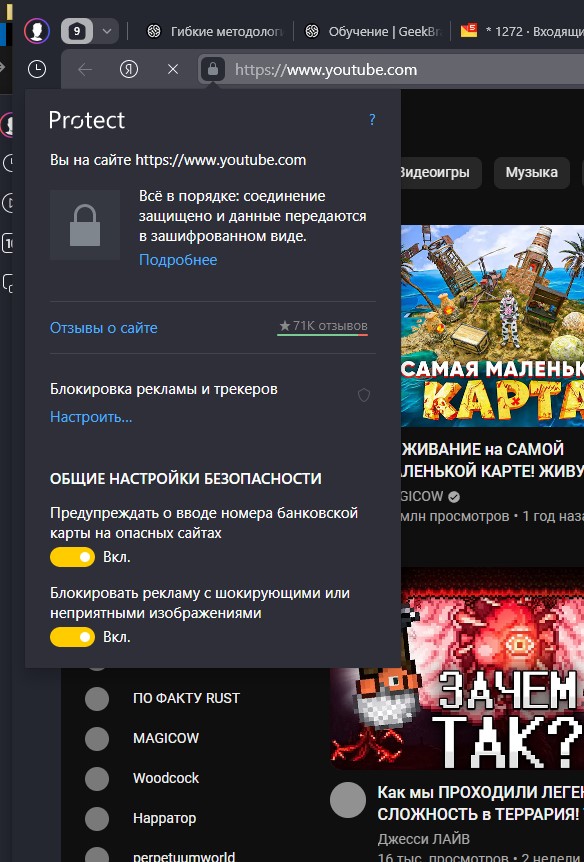 9
Гибкие методолог
Обучение | GeekBr
* 1272 · Входящи
Я
https://www.youtube.com
Protect
?
Вы на сайте https://www.youtube.com
Всё в порядке: соединение
защищено и данные передаются
в зашифрованном виде.
Подробнее
Отзывы о сайте
★ 71K отзывов
Блокировка рекламы и трекеров
Настроить...
ОБЩИЕ НАСТРОЙКИ БЕЗОПАСНОСТИ
Предупреждать о вводе номера банковской
карты на опасных сайтах
Вкл.
Блокировать рекламу с шокирующими или
неприятными изображениями
Вкл.
Видеоигры
Музыка
САМАЯ МАЛЕНЬК
КАРТА
ЖИВАНИЕ на САМОЙ
ЛЕНЬКОЙ КАРТЕ! ЖИВУ
GICOW
млн просмотров • 1 год наза
ЗАЧЕМ
ТАК?
Как мы ПРОХОДИЛИ ЛЕГЕН
СЛОЖНОСТЬ в ТЕРРАРИЯ!
Джесси ЛАЙВ
16 тыс. просмотров • 2 недели
ПО ФАКТУ RUST
MAGICOW
Woodcock
Нарратор
perpetuumworld